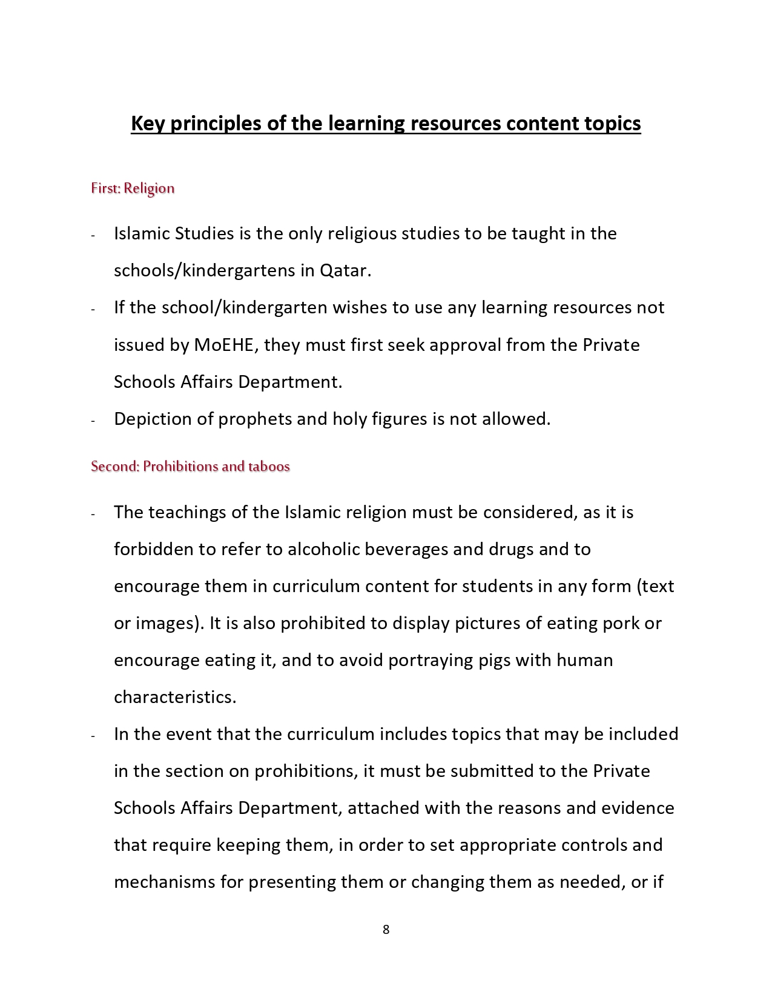 Key principles of the learning resources content topics
First: Religion
- Islamic Studies is the only religious studies to be taught in the
schools/kindergartens in Qatar.
- If the school/kindergarten wishes to use any learning resources not
issued by MoEHE, they must first seek approval from the Private
Schools Affairs Department.
- Depiction of prophets and holy figures is not allowed.
Second: Prohibitions and taboos
- The teachings of the Islamic religion must be considered, as it is
forbidden to refer to alcoholic beverages and drugs and to
encourage them in curriculum content for students in any form (text
or images). It is also prohibited to display pictures of eating pork or
encourage eating it, and to avoid portraying pigs with human
characteristics.
- In the event that the curriculum includes topics that may be included
in the section on prohibitions, it must be submitted to the Private
Schools Affairs Department, attached with the reasons and evidence
that require keeping them, in order to set appropriate controls and
mechanisms for presenting them or changing them as needed, or if
8